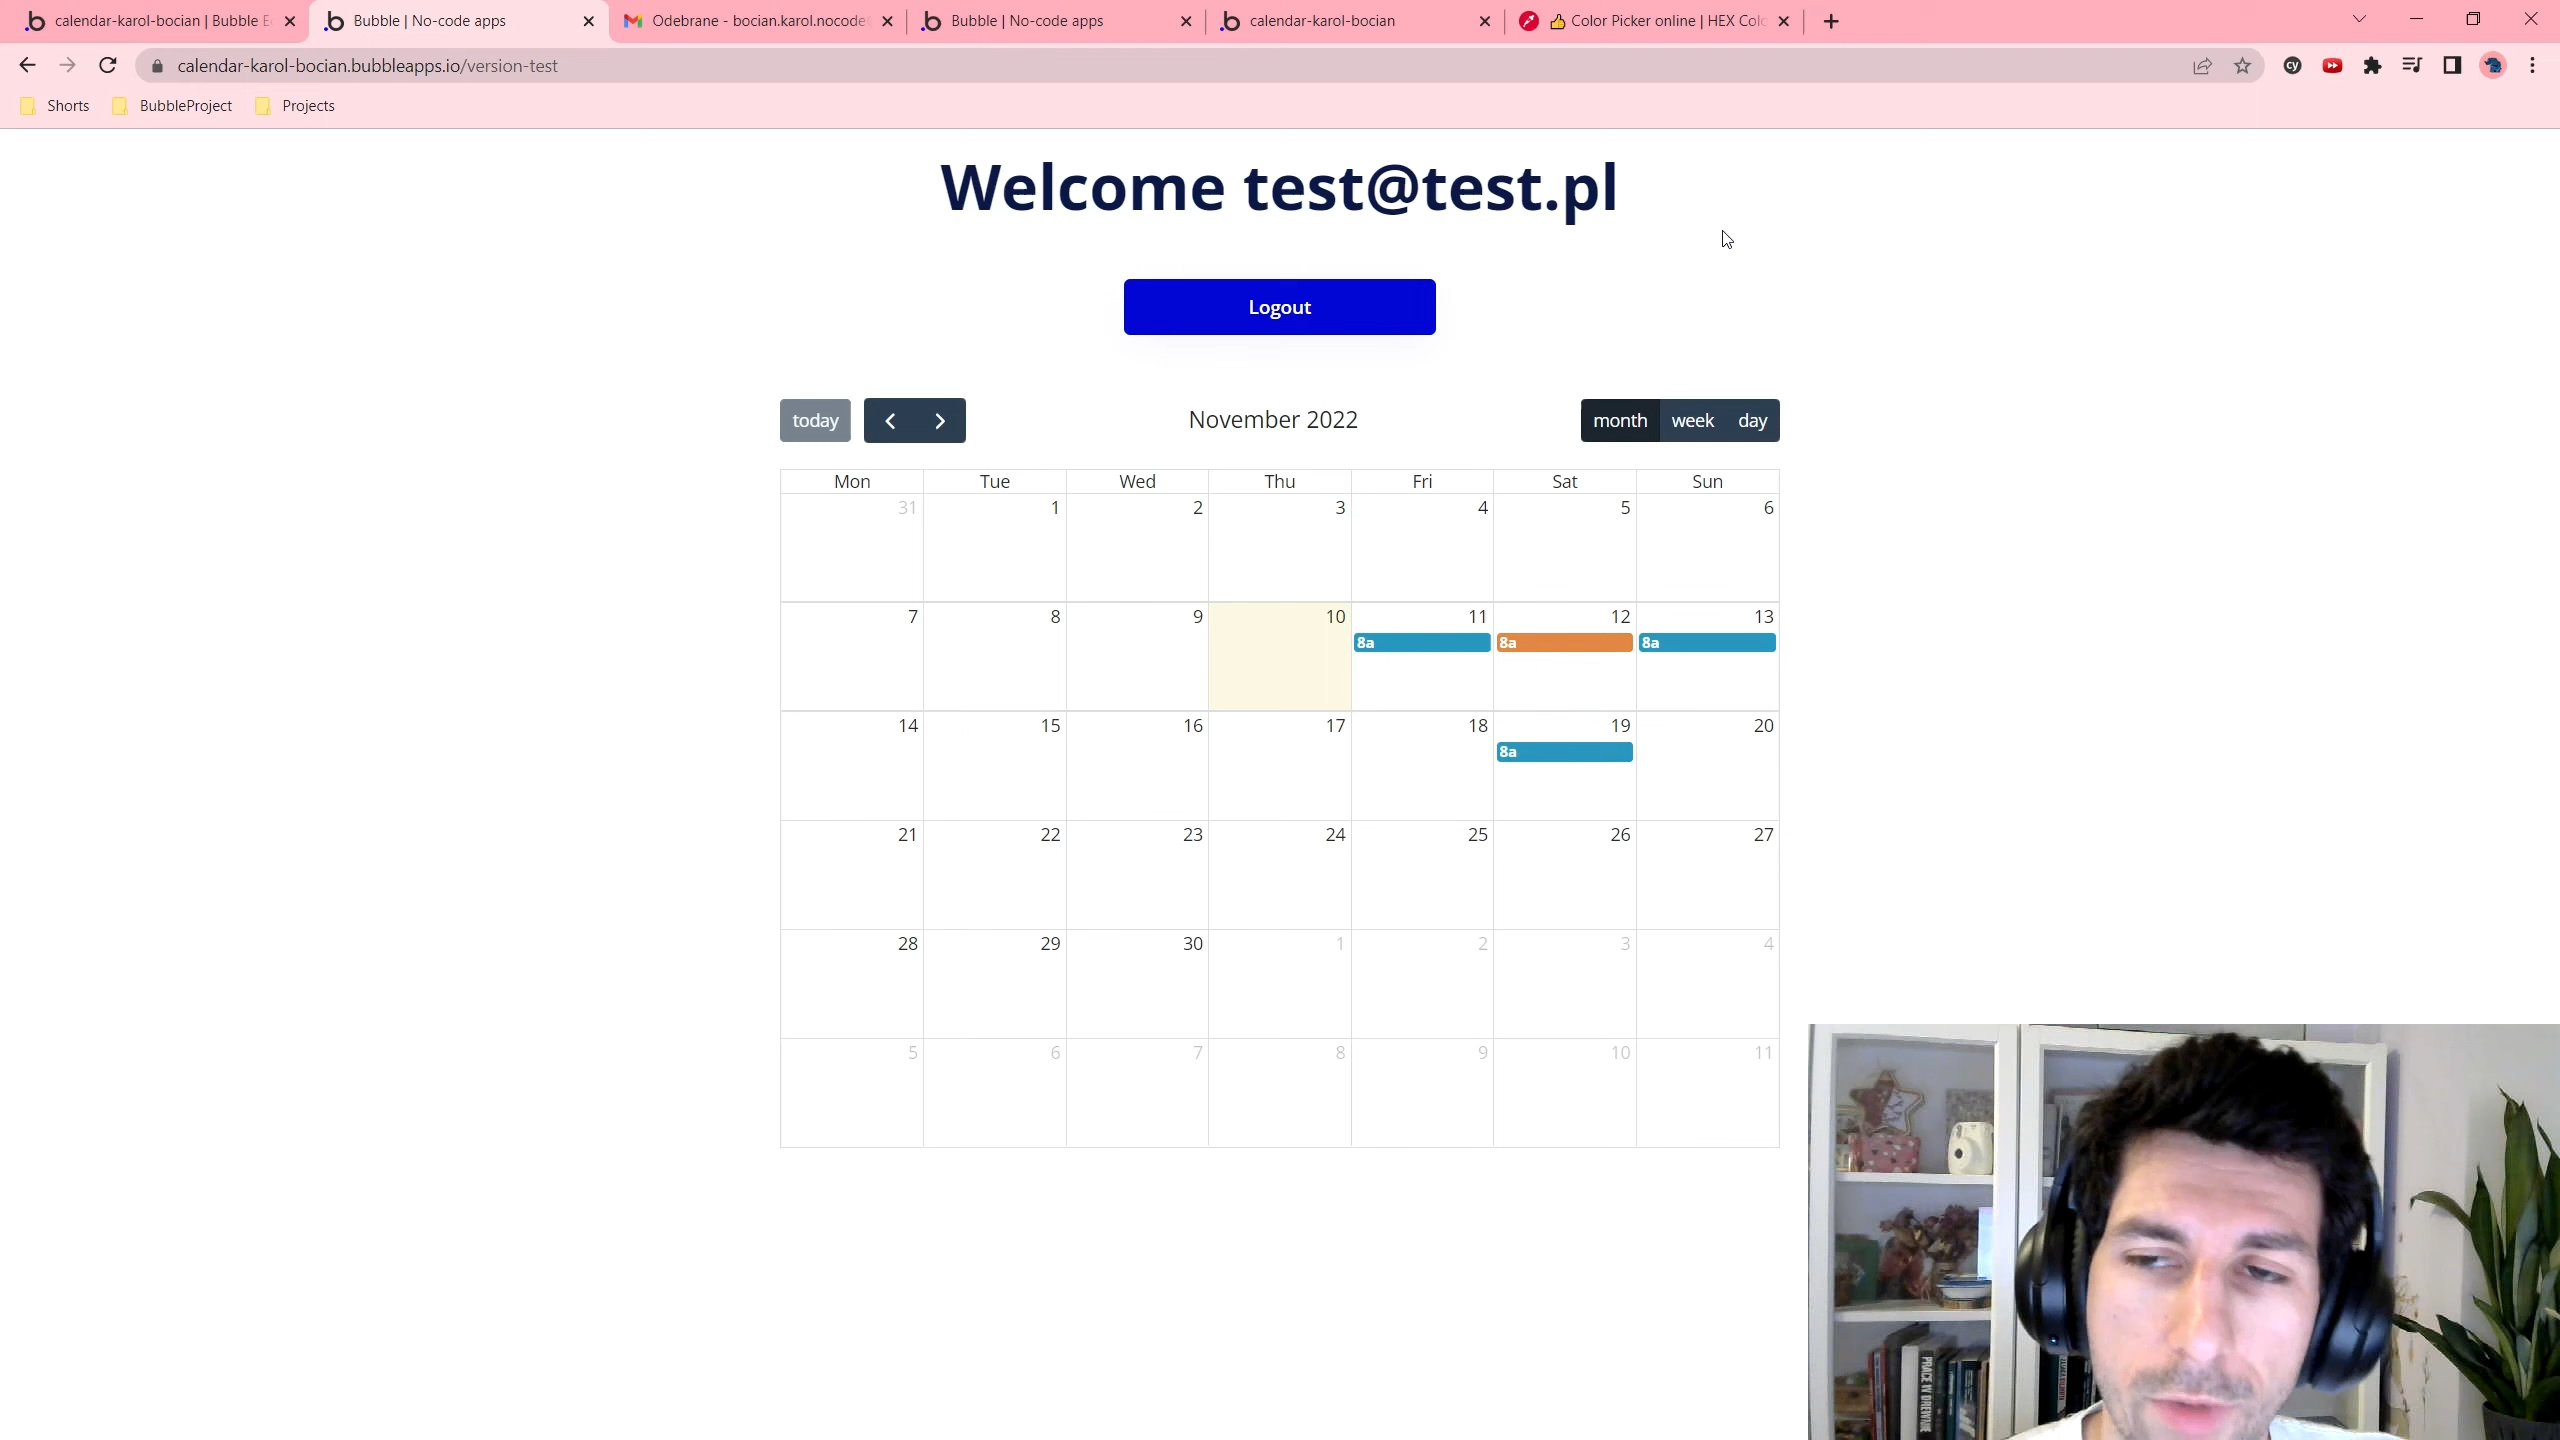 calendar-karol-bocian | Bubble E
Bubble | No-code apps
Odebrane - bocian.karol.nocode
Bubble | No-code apps
calendar-karol-bocian
👍 Color Picker online | HEX Colo
calendar-karol-bocian.bubbleapps.io/version-test
cy
Shorts BubbleProject Projects
Welcome test@test.pl
Logout
today
November 2022
month week day
Mon Tue Wed Thu Fri Sat Sun
31 1 2 3 4 5 6
7 8 9 10 11 12 13
8a 8a 8a
14 15 16 17 18 19 20
8a
21 22 23 24 25 26 27
28 29 30 1 2 3 4
5 6 7 8 9 10 11
PRACE W DREWNIE